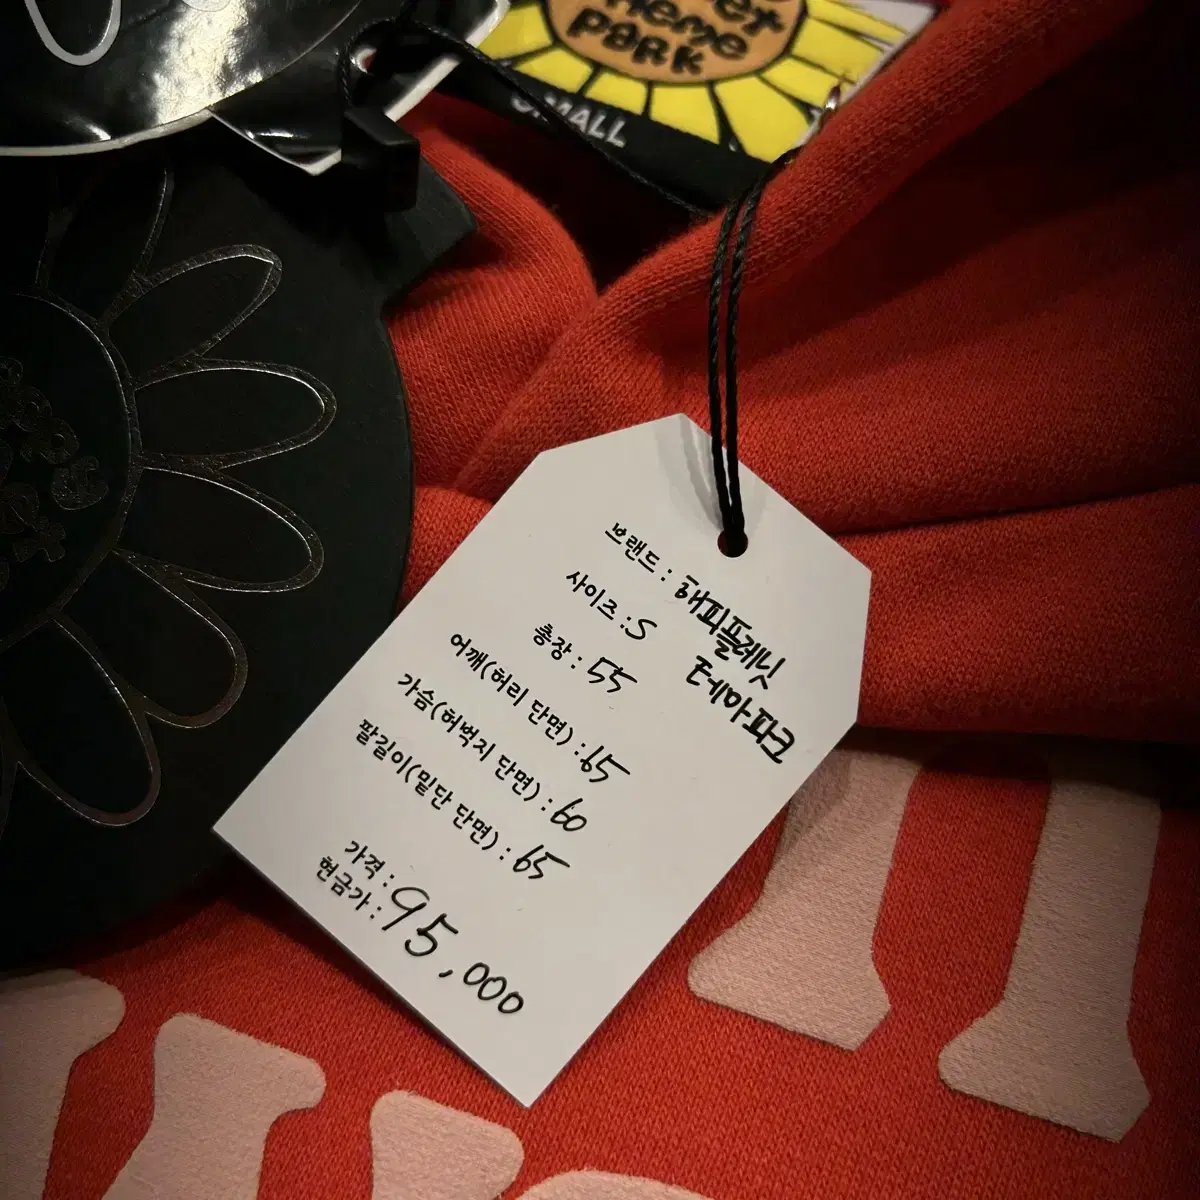 neme
park
SMALL
브랜드 : 해피플레닛
테마파크
사이즈 : S
총장 : 55
어깨(허리 단면) : 65
가슴(허벅지 단면) : 60
팔길이(밑단 단면) : 65
가격 :
현금가 : 95,000